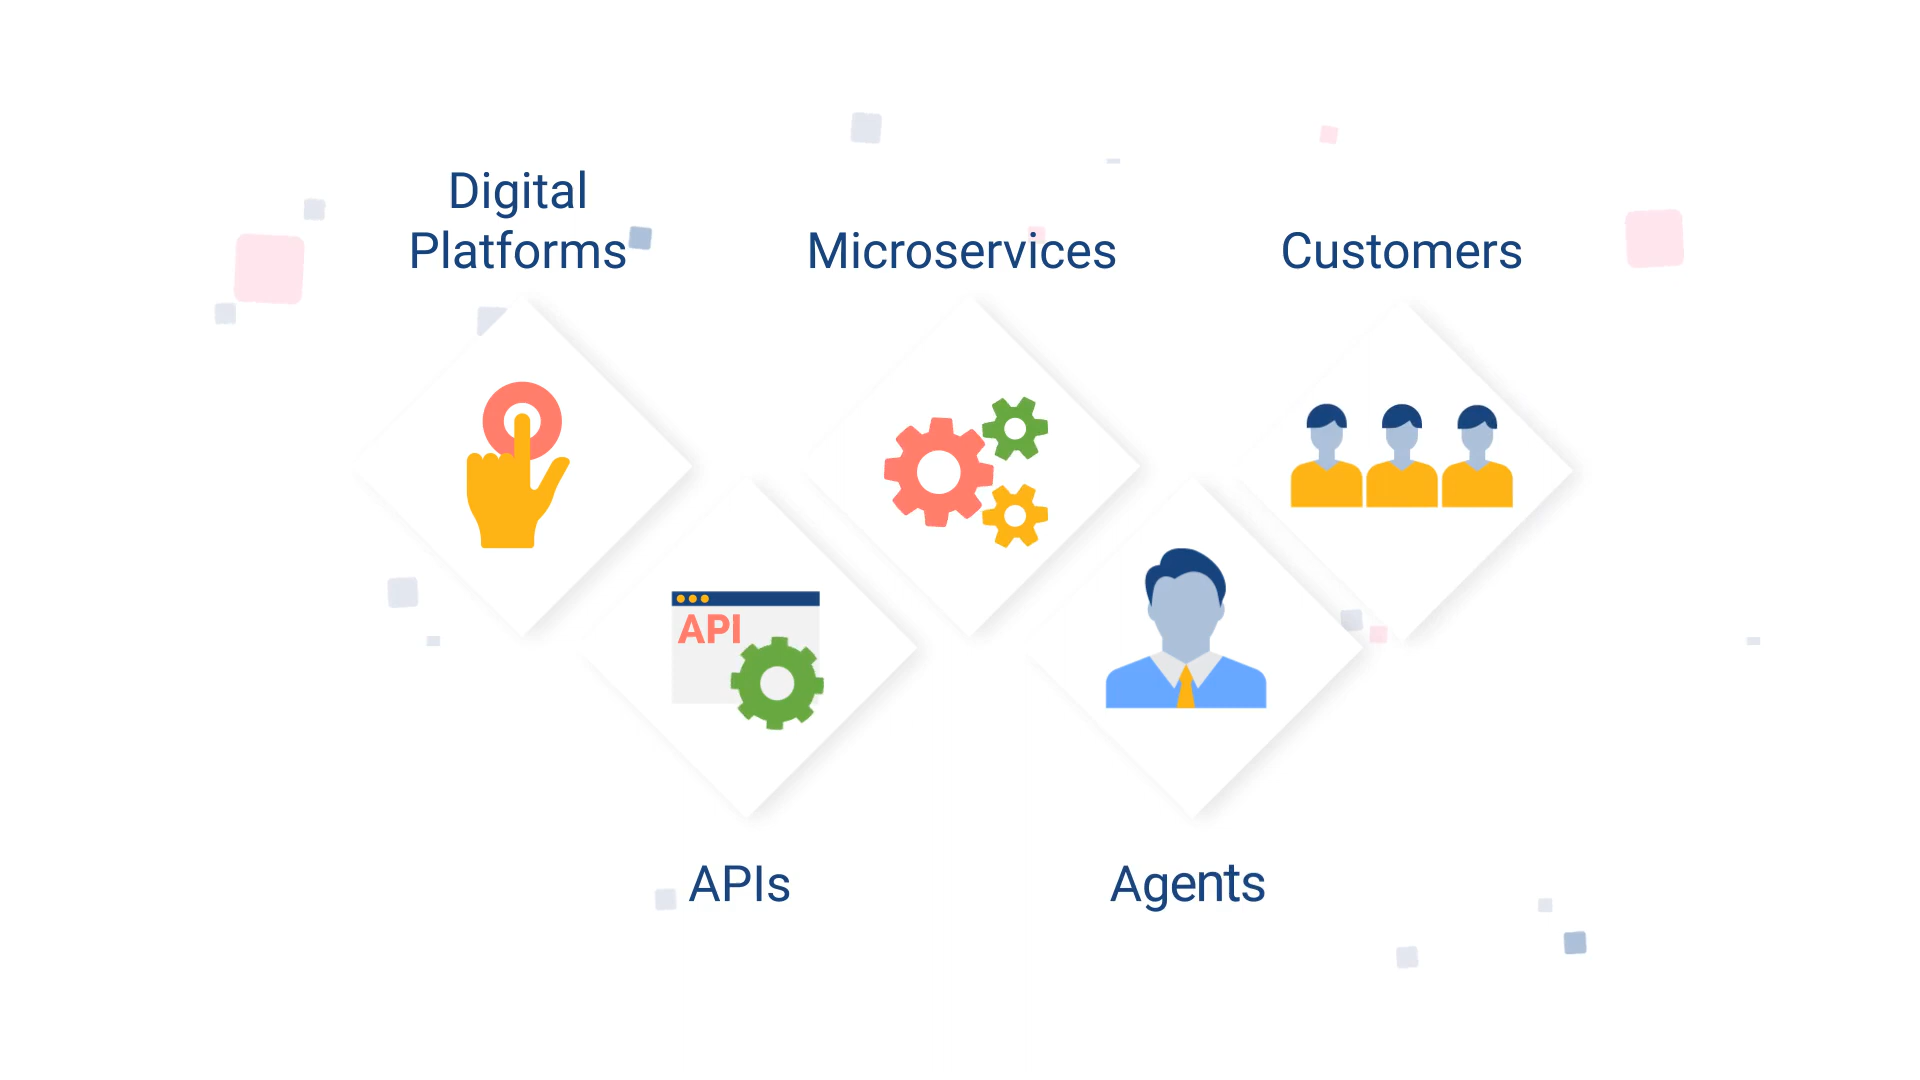 Digital
Platforms
Microservices
Customers
API
APIs
Agents